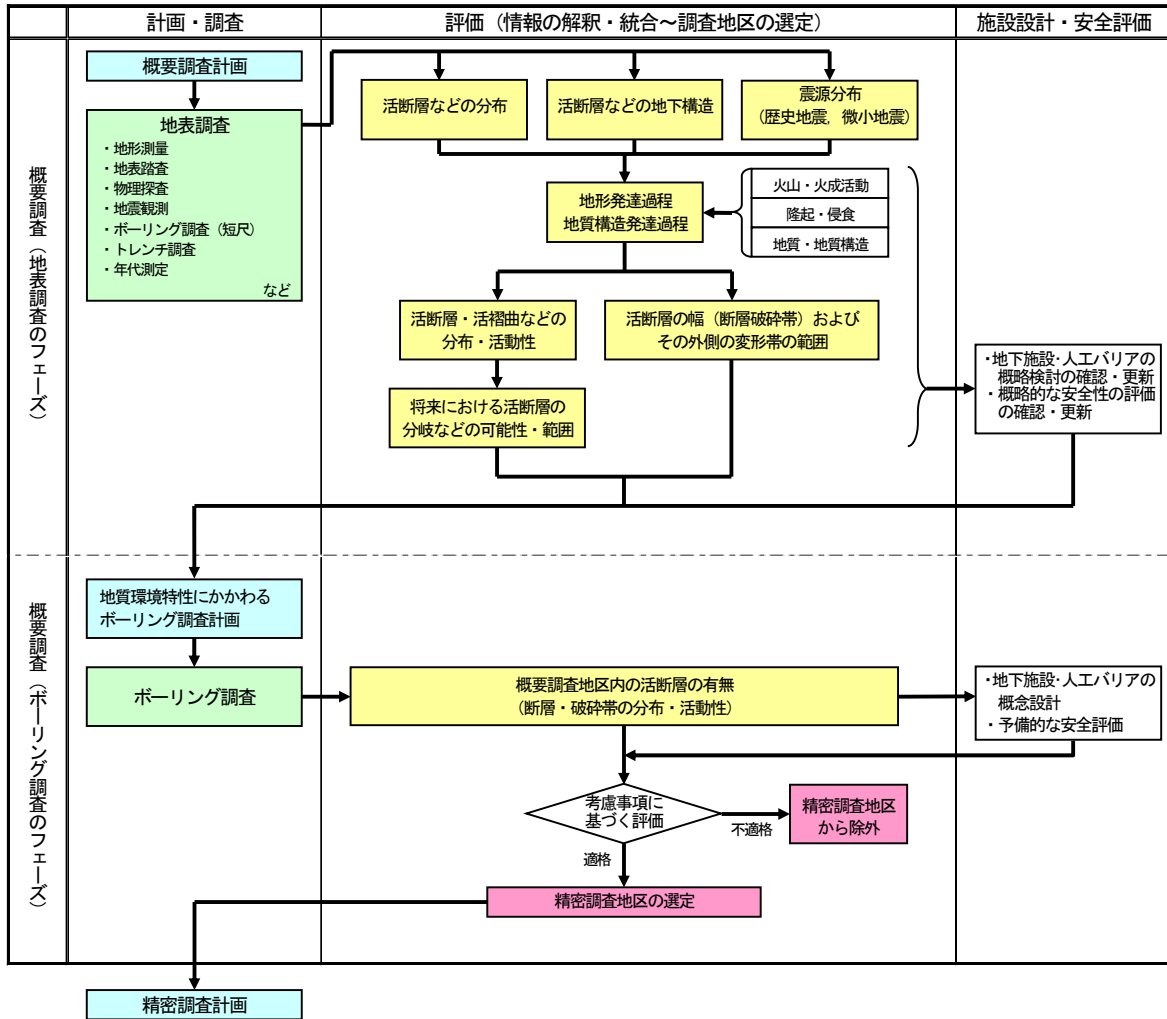 計画・調査
評価（情報の解釈・統合～調査地区の選定）
施設設計・安全評価
概要調査（地表調査のフェーズ）
概要調査計画
地表調査
・地形測量
・地表踏査
・物理探査
・地震観測
・ボーリング調査（短尺）
・トレンチ調査
・年代測定
など
活断層などの分布
活断層などの地下構造
震源分布
（歴史地震，微小地震）
地形発達過程
地質構造発達過程
火山・火成活動
隆起・侵食
地質・地質構造
活断層・活褶曲などの
分布・活動性
活断層の幅（断層破砕帯）および
その外側の変形帯の範囲
将来における活断層の
分岐などの可能性・範囲
・地下施設・人工バリアの
概略検討の確認・更新
・概略的な安全性の評価
の確認・更新
概要調査（ボーリング調査のフェーズ）
地質環境特性にかかわる
ボーリング調査計画
ボーリング調査
概要調査地区内の活断層の有無
（断層・破砕帯の分布・活動性）
・地下施設・人工バリアの
概念設計
・予備的な安全評価
考慮事項に
基づく評価
不適格
精密調査地区
から除外
適格
精密調査地区の選定
精密調査計画